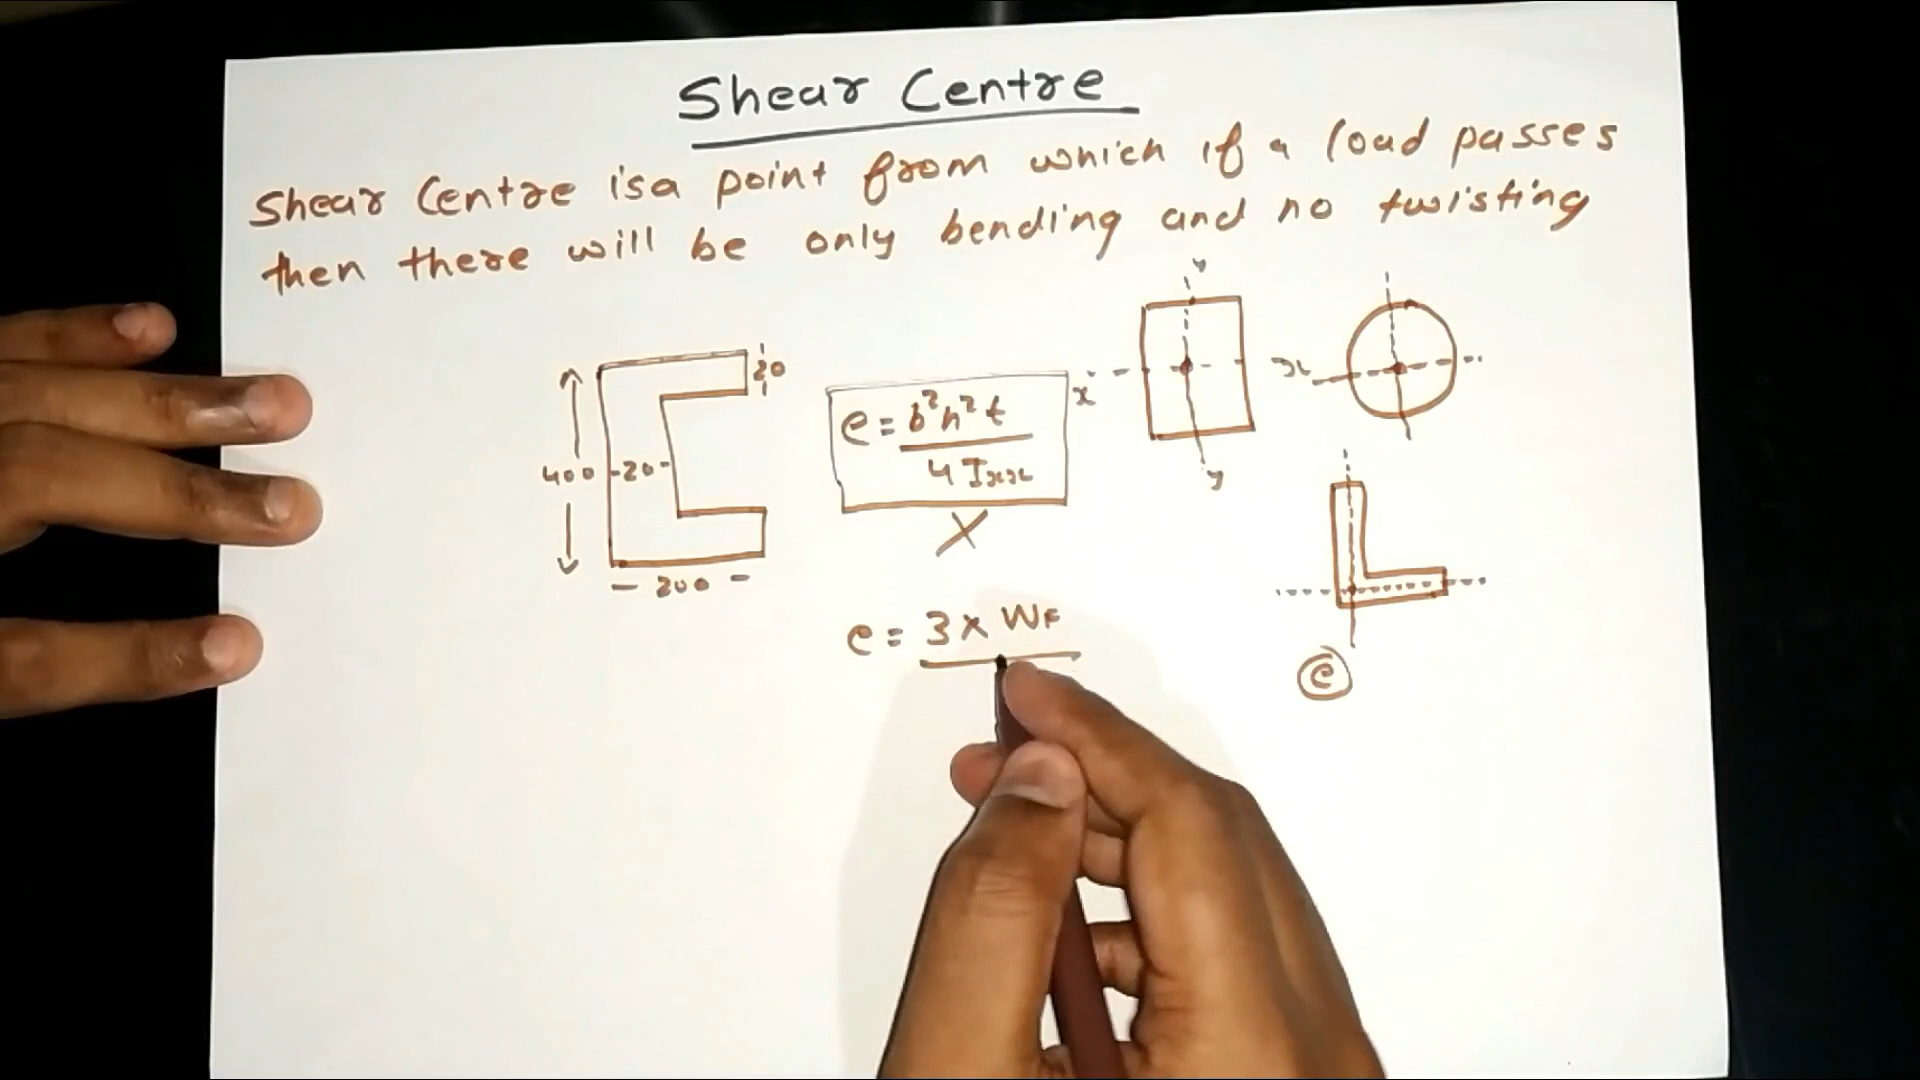 Shear Centre
Shear Centre is a point from which if a load passes
then there will be only bending and no twisting
20
400
20
200
e = b²h²t
4 Ixx
X
y
x
x
y
e
e = 3 x WF